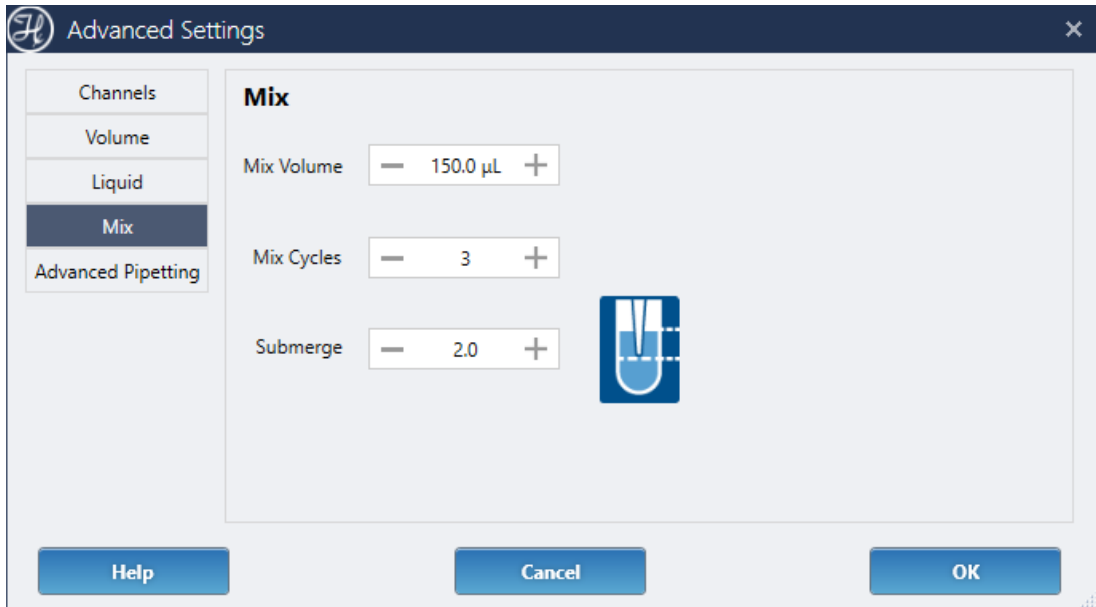 Advanced Settings
Channels
Volume
Liquid
Mix
Advanced Pipetting
Mix
Mix Volume 150.0 µL
Mix Cycles 3
Submerge 2.0
Help Cancel OK